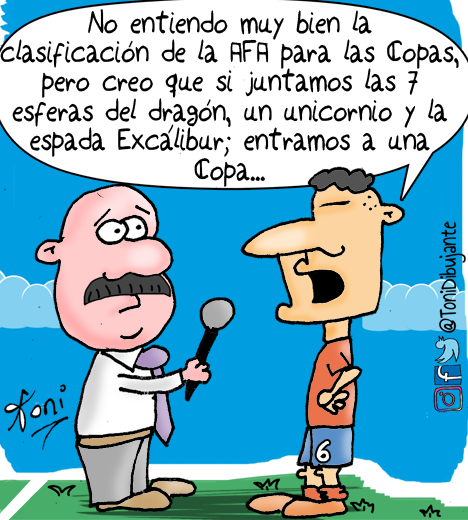 No entiendo muy bien la
clasificación de la AFA para las Copas,
pero creo que si juntamos las 7
esferas del dragón, un unicornio y la
espada Excálibur; entramos a una
Copa...
@ToniDibujante
Toni
6